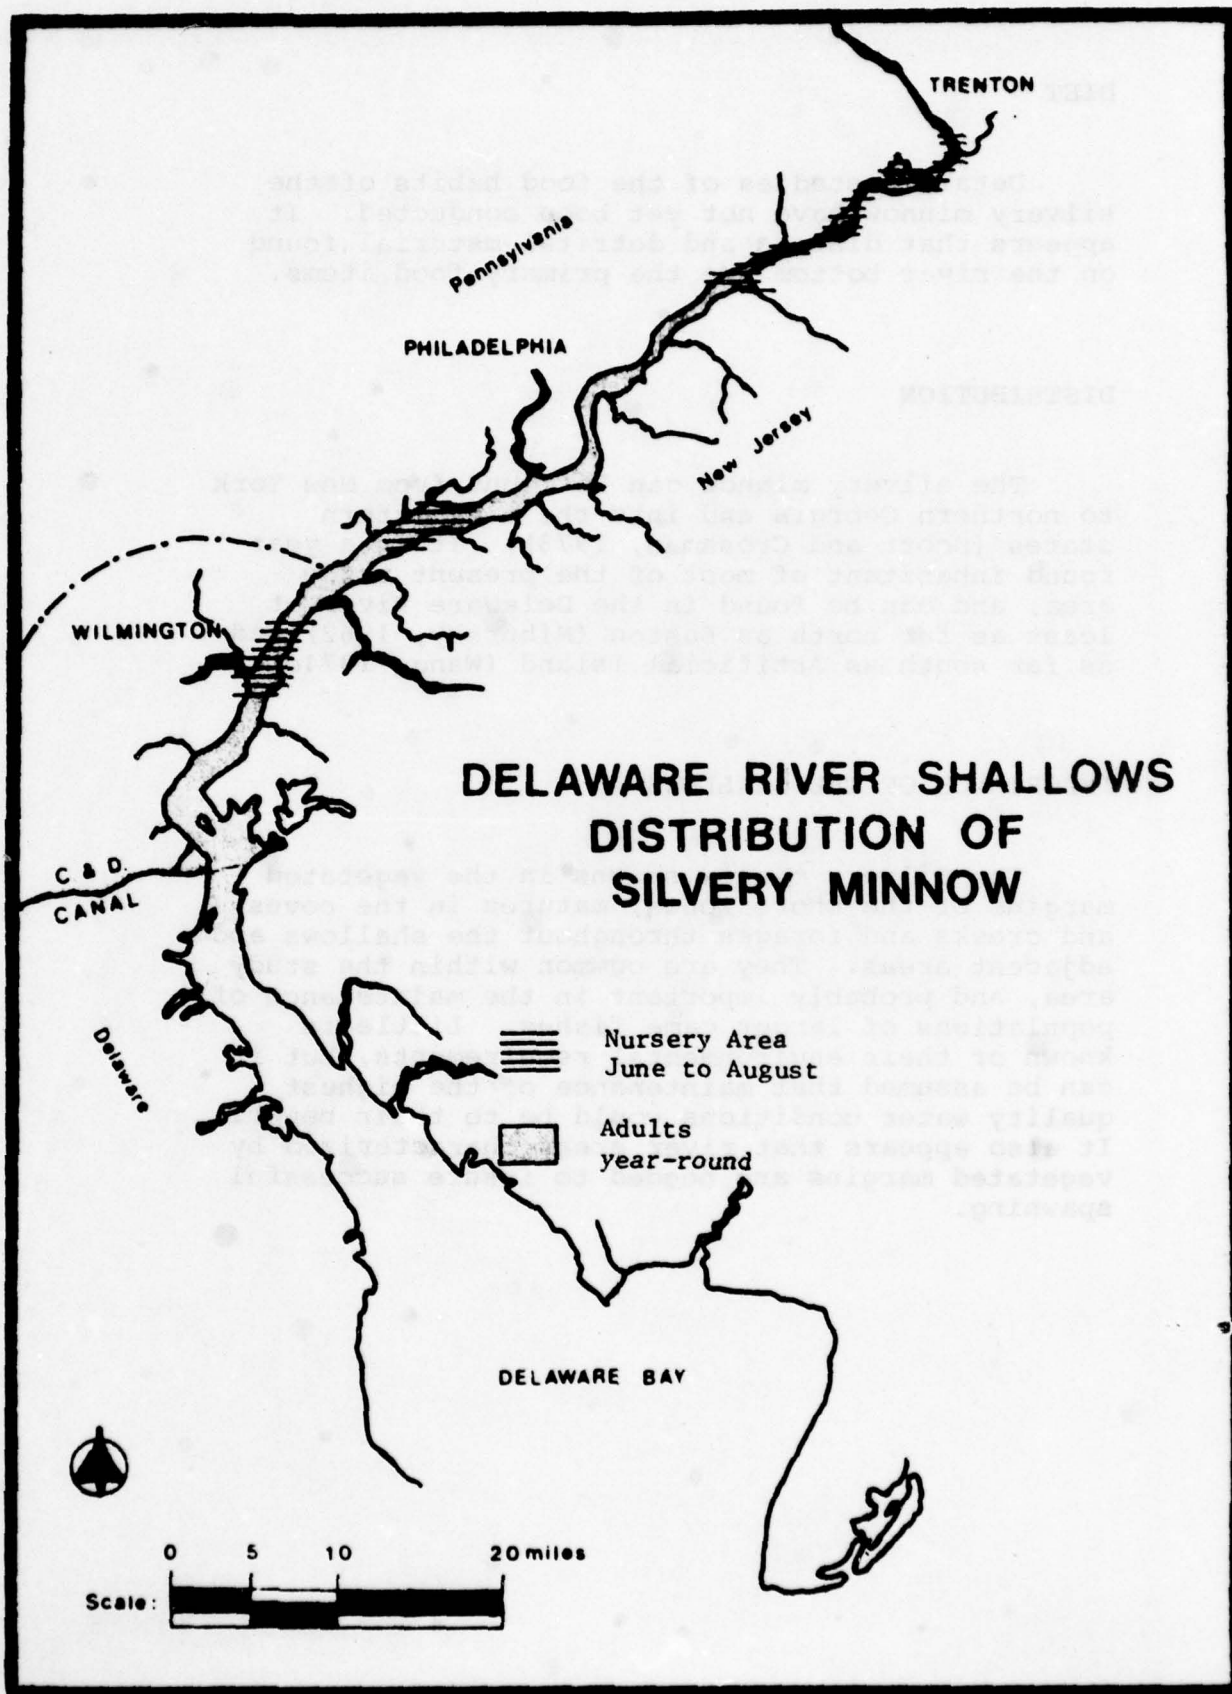 TRENTON
Pennsylvania
PHILADELPHIA
New Jersey
WILMINGTON
DELAWARE RIVER SHALLOWS
DISTRIBUTION OF
SILVERY MINNOW
C & D.
CANAL
Delaware
Nursery Area
June to August
Adults
year-round
DELAWARE BAY
0 5 10 20 miles
Scale: